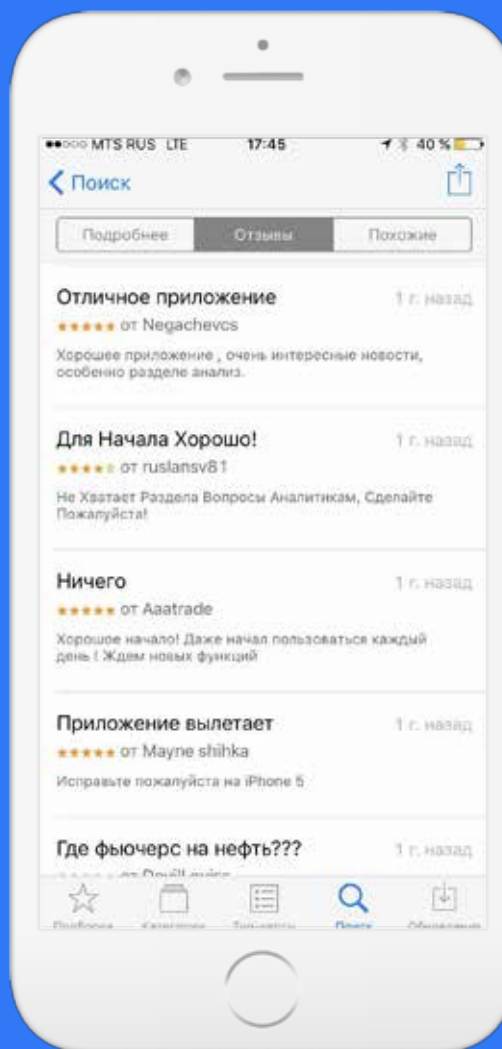 MTS RUS LTE 17:45 40 %
Поиск
Подробнее Отзывы Похожие
Отличное приложение 1 г. назад
от Negachevcs
Хорошее приложение , очень интересные новости,
особенно разделе анализ.
Для Начала Хорошо! 1 г. назад
от ruslansv81
Не Хватает Раздела Вопросы Аналитикам, Сделайте
Пожалуйста!
Ничего 1 г. назад
от Aaatrade
Хорошое начало! Даже начал пользоваться каждый
день ! Ждем новых функций
Приложение вылетает 1 г. назад
от Mayne shihka
Исправьте пожалуйста на iPhone 5
Где фьючерс на нефть??? 1 г. назад
от
Поиск